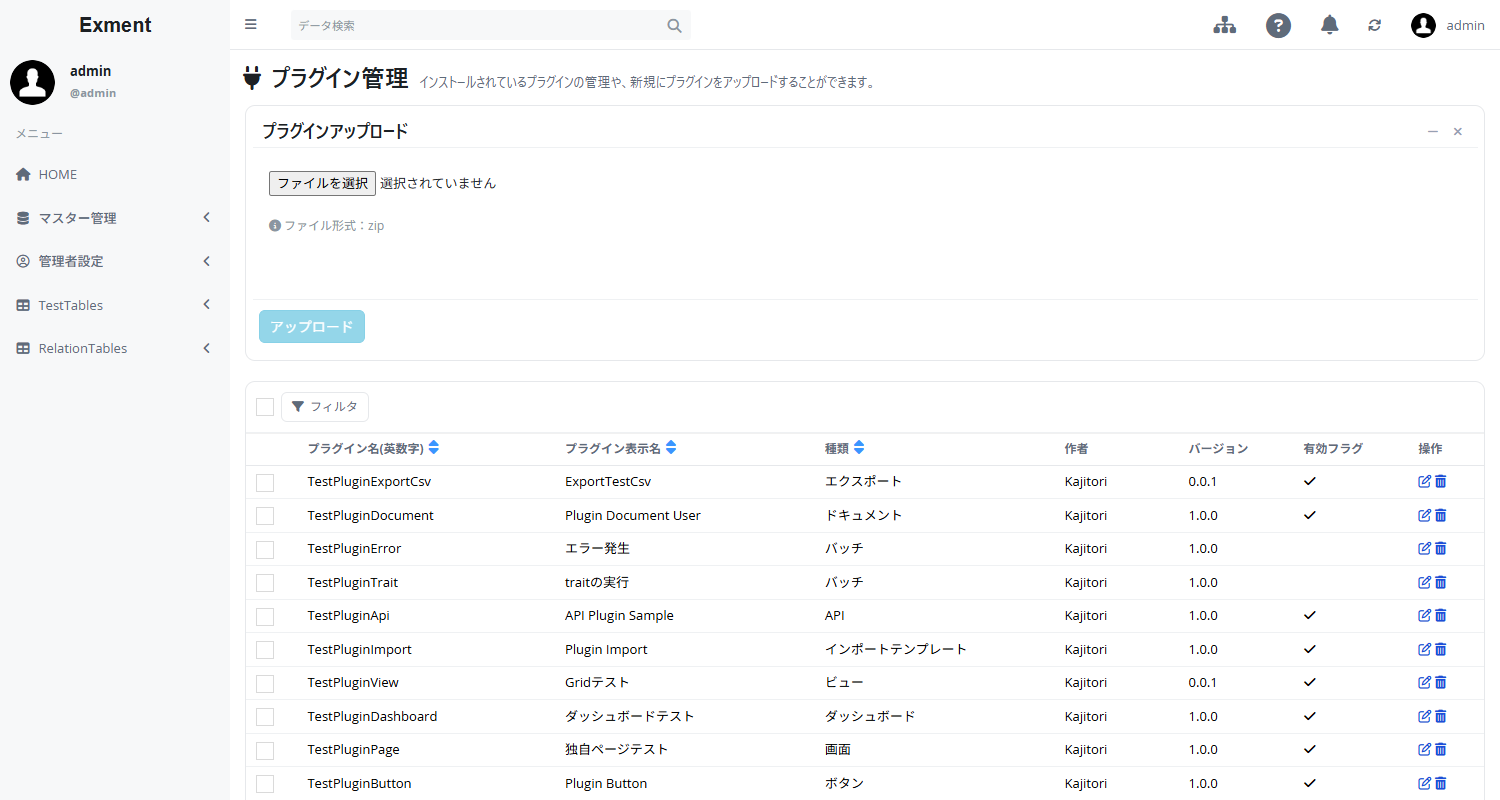 Exment
データ検索
admin
admin
@admin
メニュー
HOME
マスター管理
管理者設定
TestTables
RelationTables
プラグイン管理 インストールされているプラグインの管理や、新規にプラグインをアップロードすることができます。
プラグインアップロード
ファイルを選択 選択されていません
ファイル形式：zip
アップロード
フィルタ
プラグイン名(英数字) プラグイン表示名 種類 作者 バージョン 有効フラグ 操作
TestPluginExportCsv ExportTestCsv エクスポート Kajitori 0.0.1
TestPluginDocument Plugin Document User ドキュメント Kajitori 1.0.0
TestPluginError エラー発生 バッチ Kajitori 1.0.0
TestPluginTrait traitの実行 バッチ Kajitori 1.0.0
TestPluginApi API Plugin Sample API Kajitori 1.0.0
TestPluginImport Plugin Import インポートテンプレート Kajitori 1.0.0
TestPluginView Gridテスト ビュー Kajitori 0.0.1
TestPluginDashboard ダッシュボードテスト ダッシュボード Kajitori 1.0.0
TestPluginPage 独自ページテスト 画面 Kajitori 1.0.0
TestPluginButton Plugin Button ボタン Kajitori 1.0.0